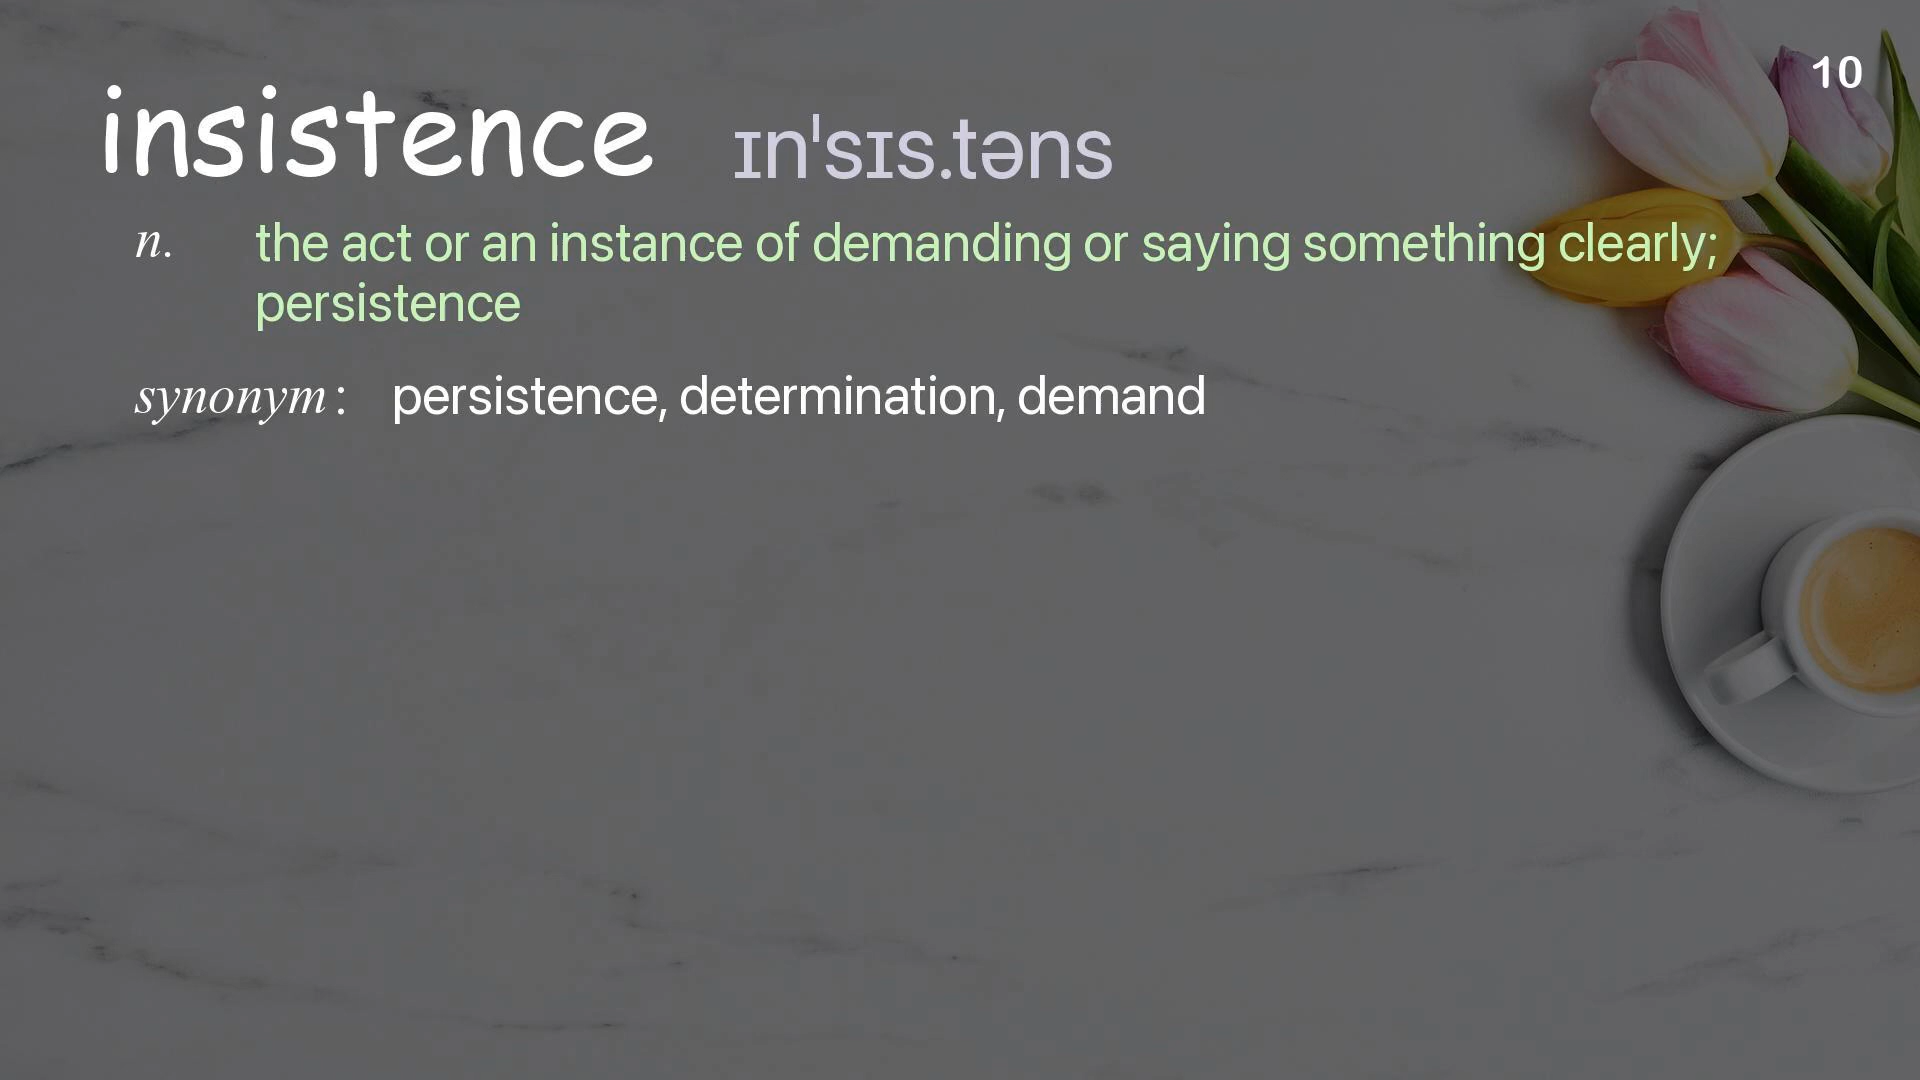 10
insistence ɪnˈsɪs.təns
n. the act or an instance of demanding or saying something clearly;
persistence
synonym : persistence, determination, demand